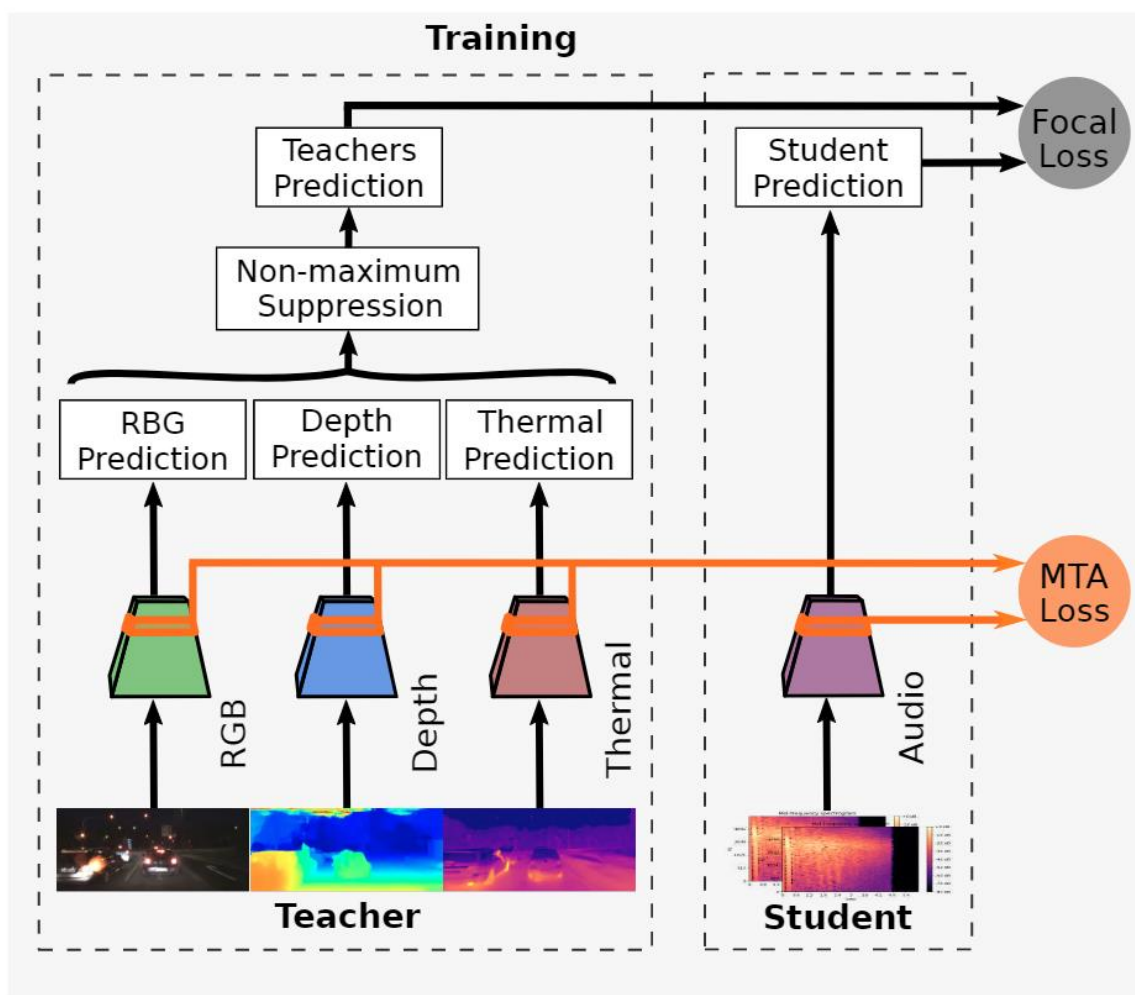 Training
Focal
Loss
Teachers
Prediction
Student
Prediction
Non-maximum
Suppression
RBG
Prediction
Depth
Prediction
Thermal
Prediction
MTA
Loss
RGB
Depth
Thermal
Audio
Teacher
Student